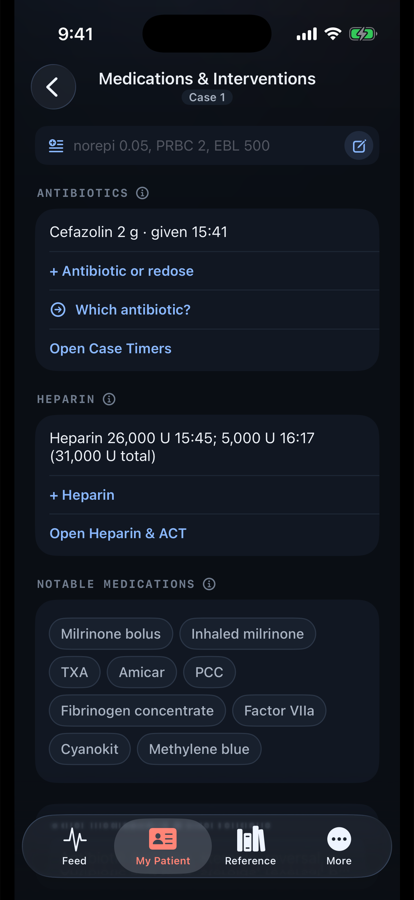 9:41
Medications & Interventions
Case 1
norepi 0.05, PRBC 2, EBL 500
ANTIBIOTICS
Cefazolin 2 g · given 15:41
+ Antibiotic or redose
Which antibiotic?
Open Case Timers
HEPARIN
Heparin 26,000 U 15:45; 5,000 U 16:17
(31,000 U total)
+ Heparin
Open Heparin & ACT
NOTABLE MEDICATIONS
Milrinone bolus Inhaled milrinone
TXA Amicar PCC
Fibrinogen concentrate Factor VIIa
Cyanokit Methylene blue
Feed My Patient Reference More